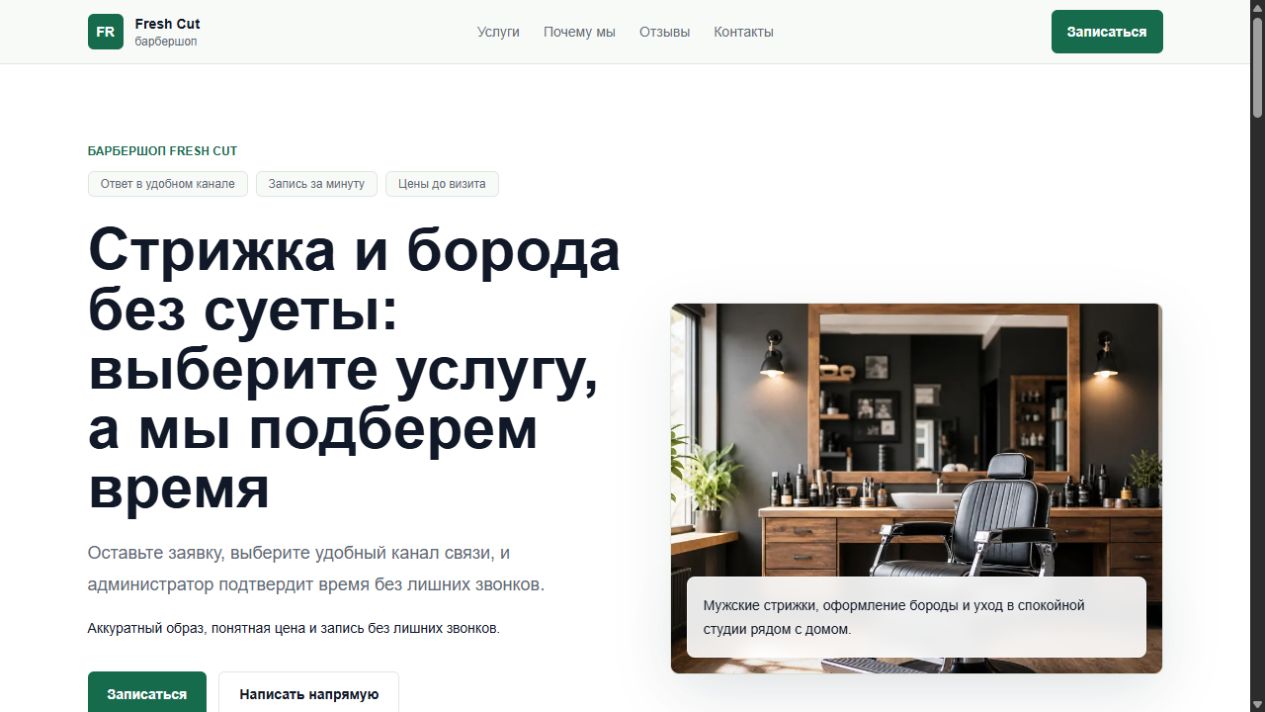 FR
Fresh Cut
барбершоп
Услуги
Почему мы
Отзывы
Контакты
Записаться
БАРБЕРШОП FRESH CUT
Ответ в удобном канале
Запись за минуту
Цены до визита
Стрижка и борода
без суеты:
выберите услугу,
а мы подберем
время
Оставьте заявку, выберите удобный канал связи, и
администратор подтвердит время без лишних звонков.
Аккуратный образ, понятная цена и запись без лишних звонков.
Записаться
Написать напрямую
Мужские стрижки, оформление бороды и уход в спокойной
студии рядом с домом.